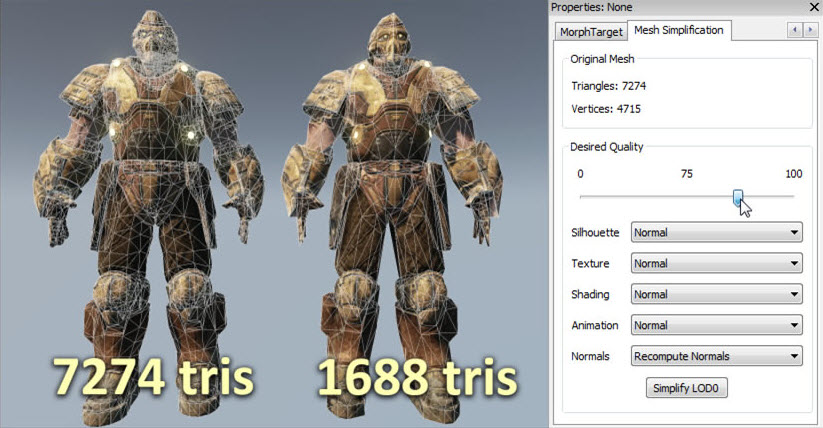 7274 tris
1688 tris
Properties: None
MorphTarget
Mesh Simplification
Original Mesh
Triangles: 7274
Vertices: 4715
Desired Quality
0 75 100
Silhouette Normal
Texture Normal
Shading Normal
Animation Normal
Normals Recompute Normals
Simplify LOD0